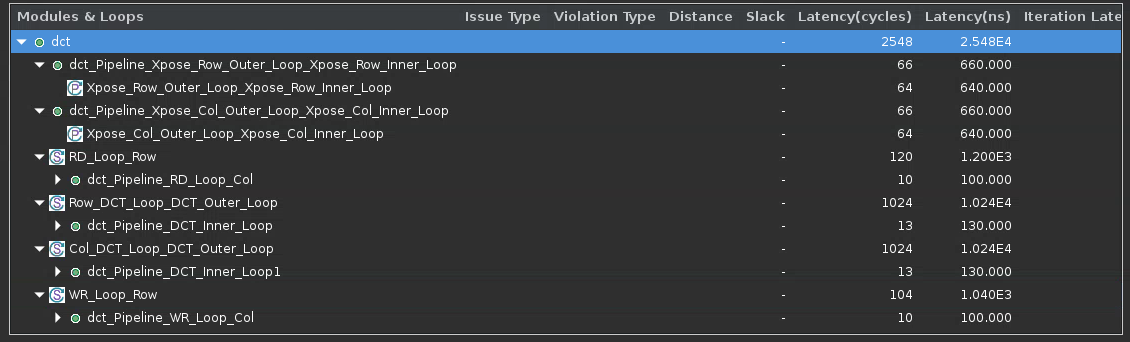 Modules & Loops Issue Type Violation Type Distance Slack Latency(cycles) Latency(ns) Iteration Late
dct - 2548 2.548E4
dct_Pipeline_Xpose_Row_Outer_Loop_Xpose_Row_Inner_Loop - 66 660.000
Xpose_Row_Outer_Loop_Xpose_Row_Inner_Loop - 64 640.000
dct_Pipeline_Xpose_Col_Outer_Loop_Xpose_Col_Inner_Loop - 66 660.000
Xpose_Col_Outer_Loop_Xpose_Col_Inner_Loop - 64 640.000
RD_Loop_Row - 120 1.200E3
dct_Pipeline_RD_Loop_Col - 10 100.000
Row_DCT_Loop_DCT_Outer_Loop - 1024 1.024E4
dct_Pipeline_DCT_Inner_Loop - 13 130.000
Col_DCT_Loop_DCT_Outer_Loop - 1024 1.024E4
dct_Pipeline_DCT_Inner_Loop1 - 13 130.000
WR_Loop_Row - 104 1.040E3
dct_Pipeline_WR_Loop_Col - 10 100.000